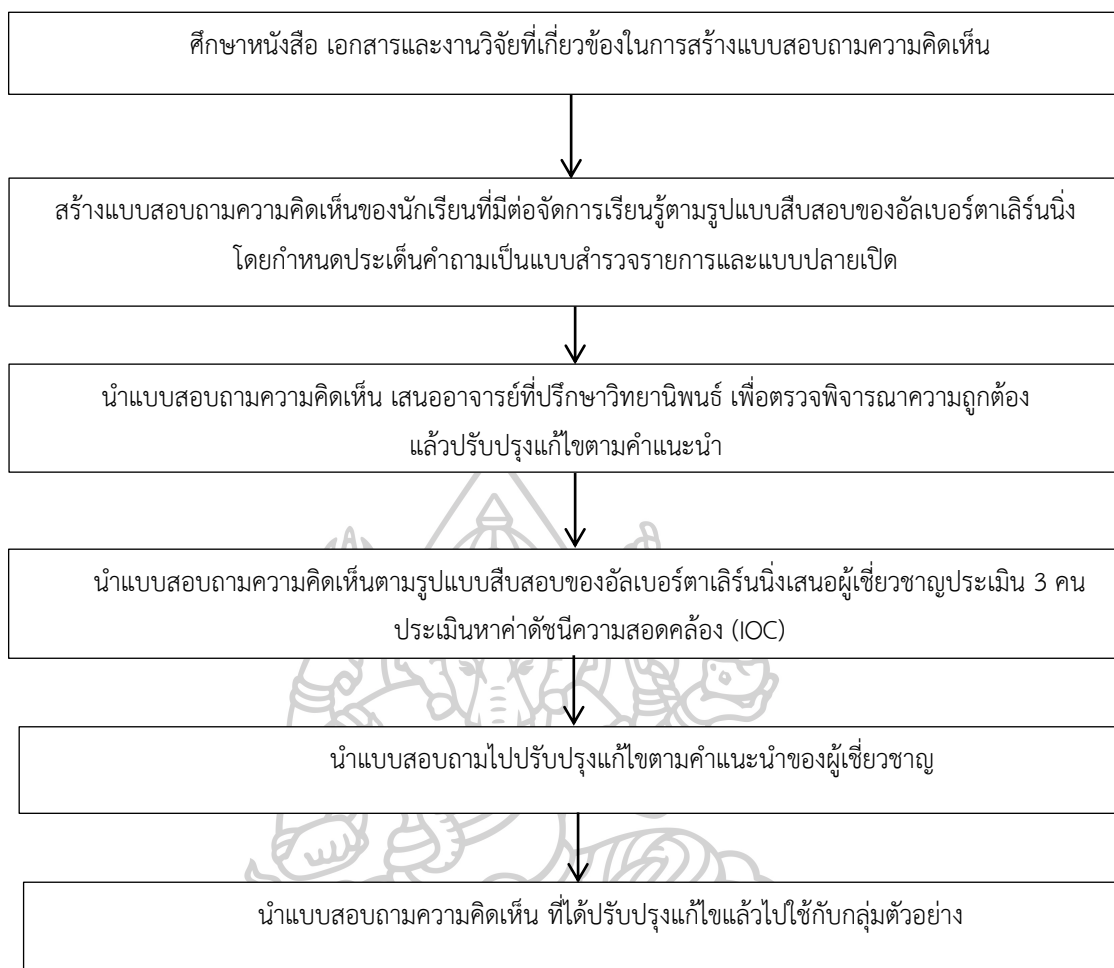 ศึกษาหนังสือ เอกสารและงานวิจัยที่เกี่ยวข้องในการสร้างแบบสอบถามความคิดเห็น
สร้างแบบสอบถามความคิดเห็นของนักเรียนที่มีต่อจัดการเรียนรู้ตามรูปแบบสืบสอบของอัลเบอร์ตาเลิร์นนิ่ง
โดยกำหนดประเด็นคำถามเป็นแบบสำรวจรายการและแบบปลายเปิด
นำแบบสอบถามความคิดเห็น เสนออาจารย์ที่ปรึกษาวิทยานิพนธ์ เพื่อตรวจพิจารณาความถูกต้อง
แล้วปรับปรุงแก้ไขตามคำแนะนำ
นำแบบสอบถามความคิดเห็นตามรูปแบบสืบสอบของอัลเบอร์ตาเลิร์นนิ่งเสนอผู้เชี่ยวชาญประเมิน 3 คน
ประเมินหาค่าดัชนีความสอดคล้อง (IOC)
นำแบบสอบถามไปปรับปรุงแก้ไขตามคำแนะนำของผู้เชี่ยวชาญ
นำแบบสอบถามความคิดเห็น ที่ได้ปรับปรุงแก้ไขแล้วไปใช้กับกลุ่มตัวอย่าง